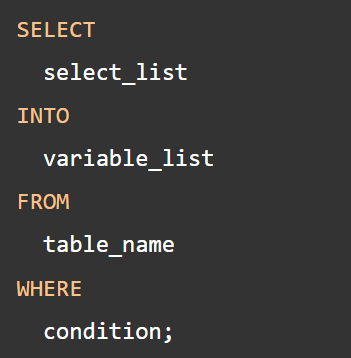 SELECT
select_list
INTO
variable_list
FROM
table_name
WHERE
condition;